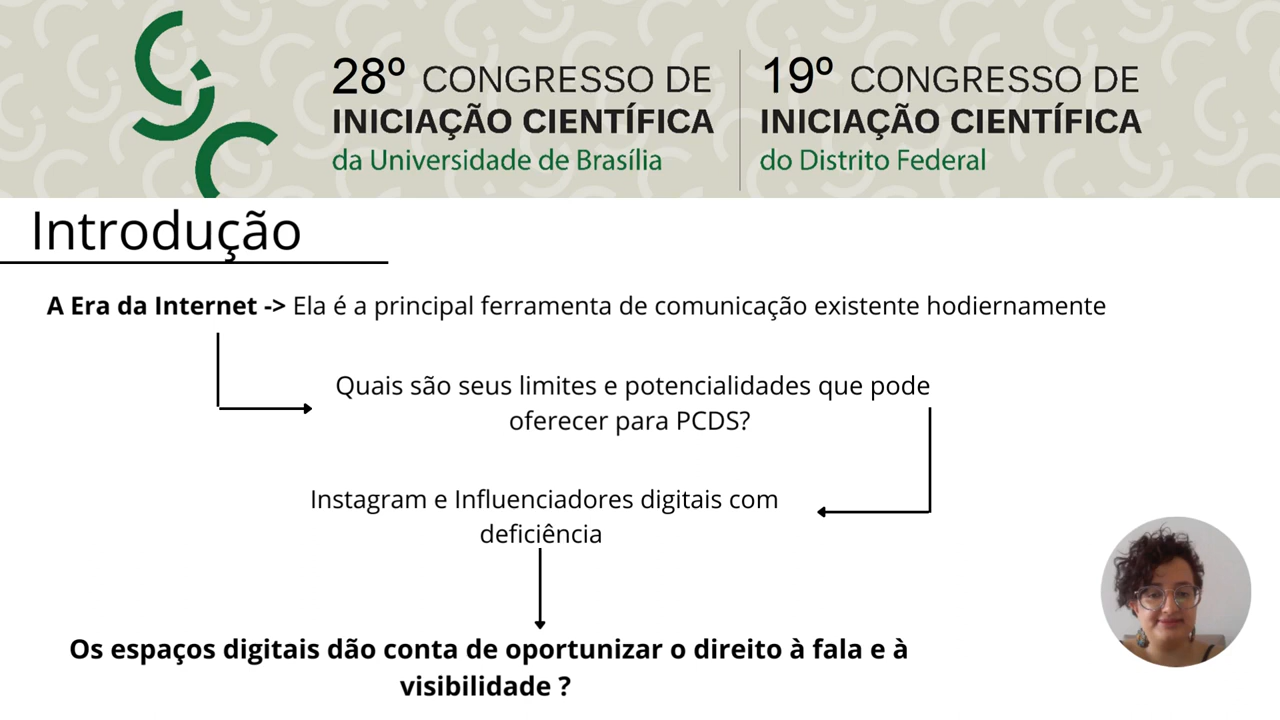 28º CONGRESSO DE
INICIAÇÃO CIENTÍFICA
da Universidade de Brasília
19º CONGRESSO DE
INICIAÇÃO CIENTÍFICA
do Distrito Federal
Introdução
A Era da Internet -> Ela é a principal ferramenta de comunicação existente hodiernamente
Quais são seus limites e potencialidades que pode
oferecer para PCDS?
Instagram e Influenciadores digitais com
deficiência
Os espaços digitais dão conta de oportunizar o direito à fala e à
visibilidade ?